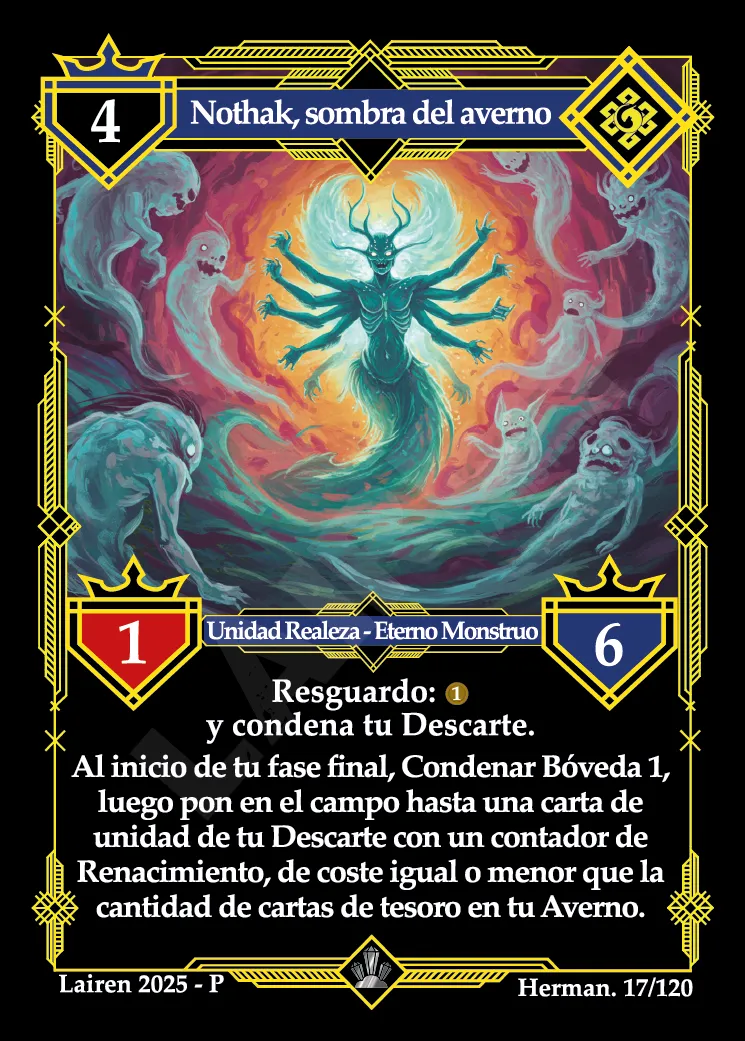 4
Nothak, sombra del averno
1
Unidad Realeza - Eterno Monstruo
6
Resguardo: 1
y condena tu Descarte.
Al inicio de tu fase final, Condenar Bóveda 1,
luego pon en el campo hasta una carta de
unidad de tu Descarte con un contador de
Renacimiento, de coste igual o menor que la
cantidad de cartas de tesoro en tu Averno.
Lairen 2025 - P
Herman. 17/120